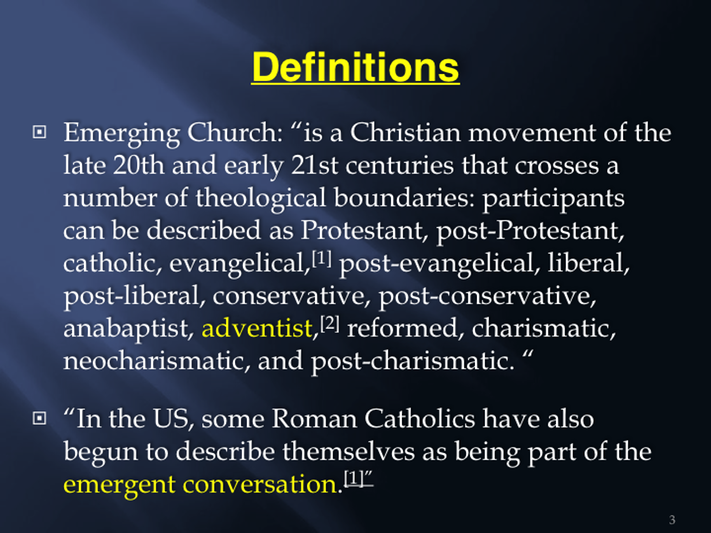 Definitions
Emerging Church: “is a Christian movement of the
late 20th and early 21st centuries that crosses a
number of theological boundaries: participants
can be described as Protestant, post-Protestant,
catholic, evangelical,[1] post-evangelical, liberal,
post-liberal, conservative, post-conservative,
anabaptist, adventist,[2] reformed, charismatic,
neocharismatic, and post-charismatic. “
“In the US, some Roman Catholics have also
begun to describe themselves as being part of the
emergent conversation.[1]”
3